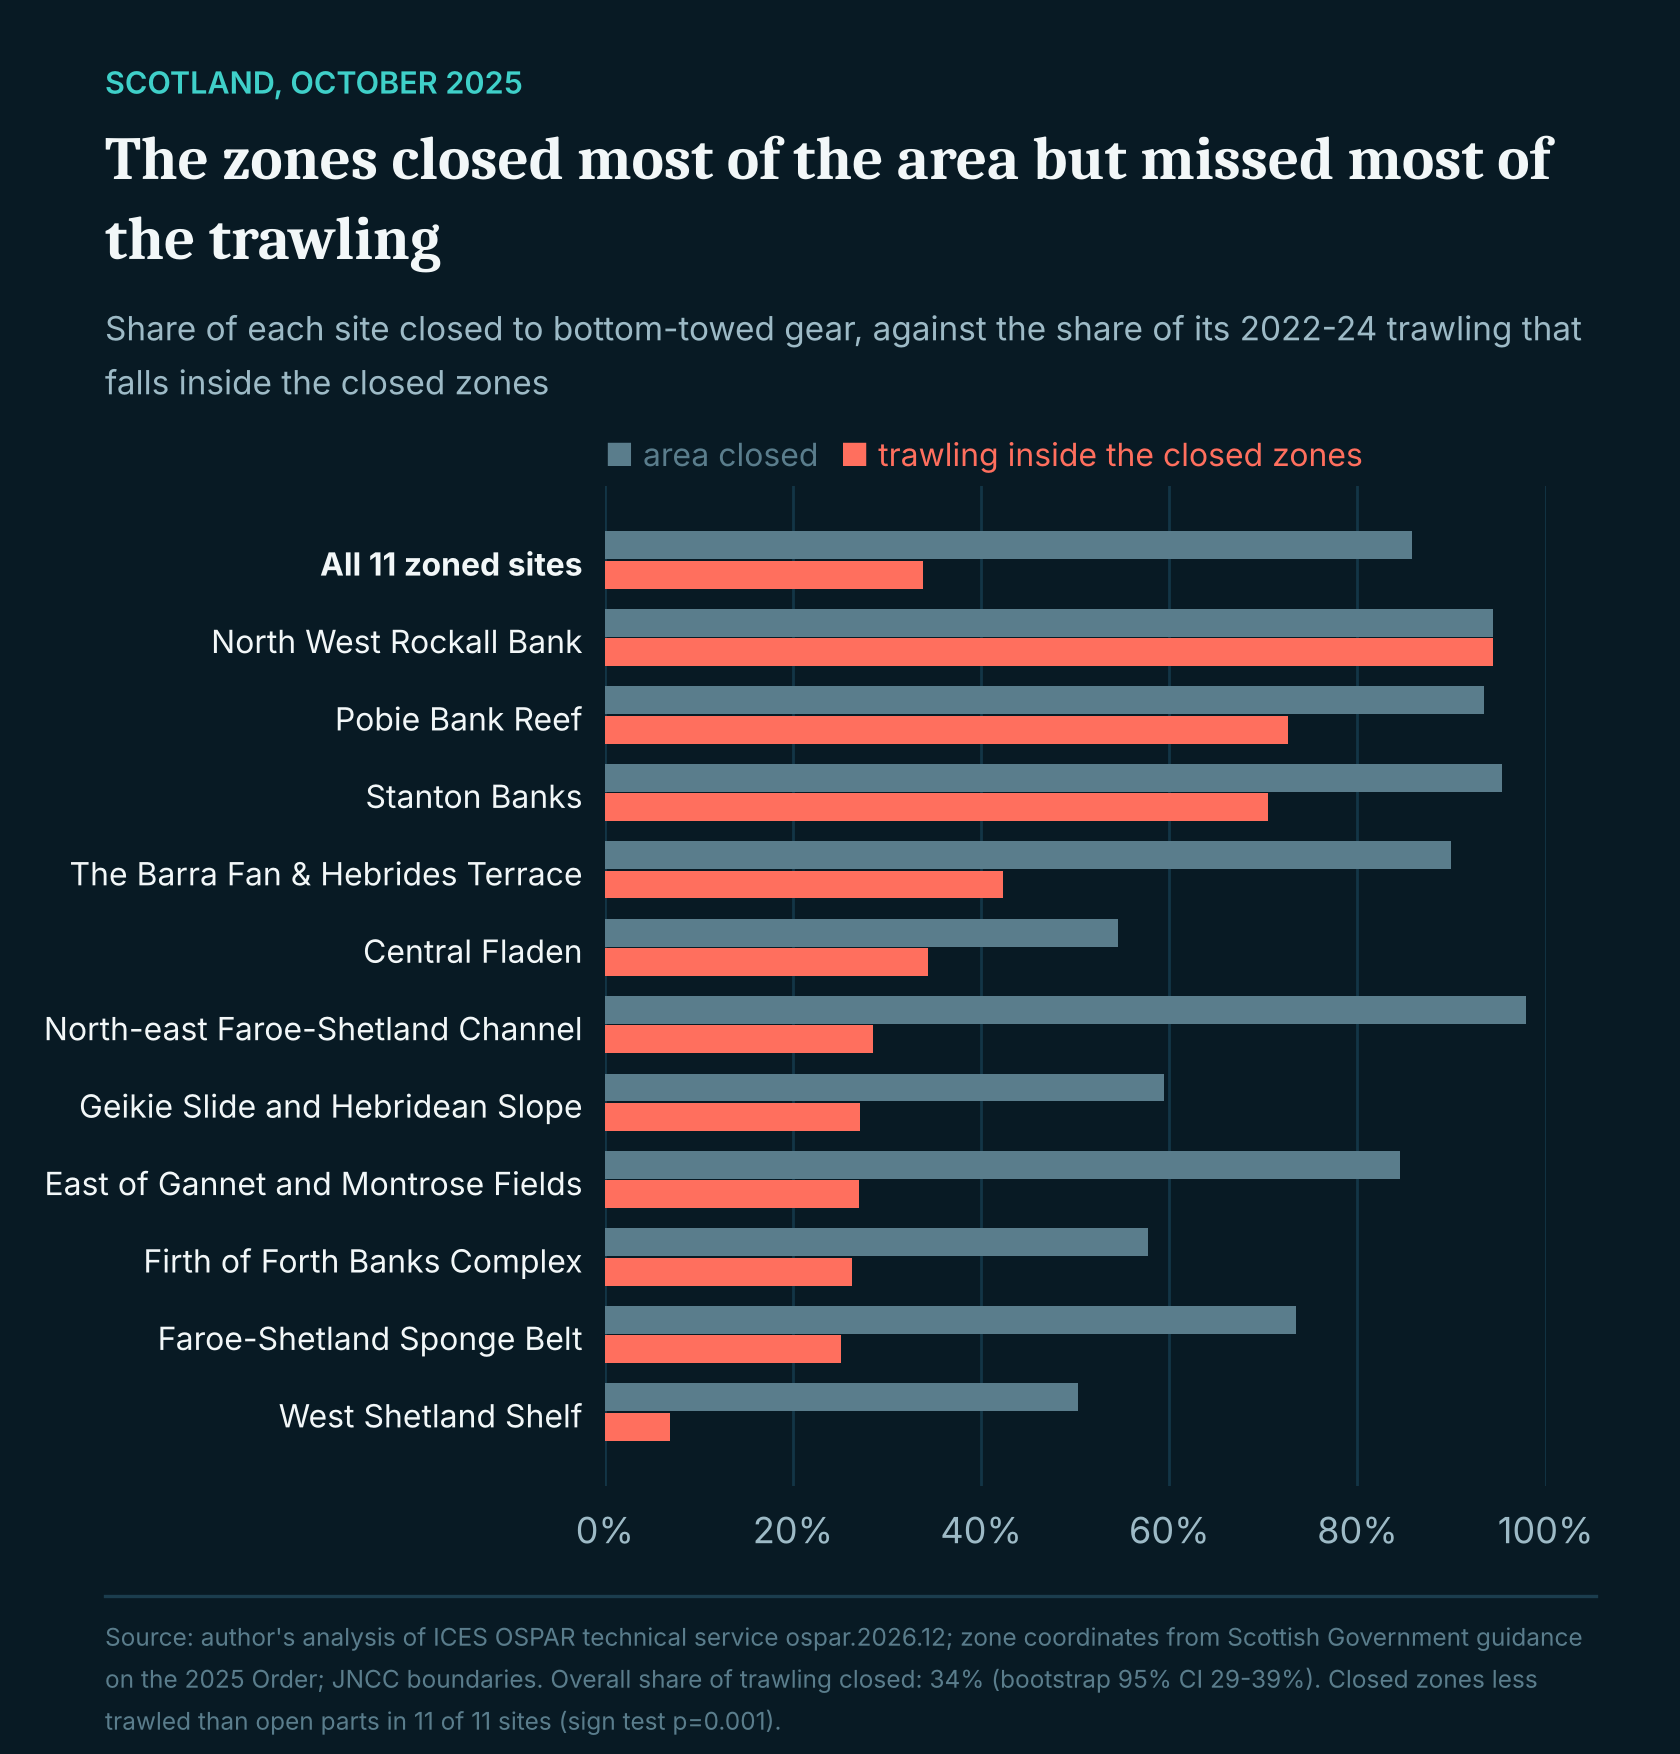 SCOTLAND, OCTOBER 2025
The zones closed most of the area but missed most of
the trawling
Share of each site closed to bottom-towed gear, against the share of its 2022-24 trawling that
falls inside the closed zones
area closed trawling inside the closed zones
All 11 zoned sites
North West Rockall Bank
Pobie Bank Reef
Stanton Banks
The Barra Fan & Hebrides Terrace
Central Fladen
North-east Faroe-Shetland Channel
Geikie Slide and Hebridean Slope
East of Gannet and Montrose Fields
Firth of Forth Banks Complex
Faroe-Shetland Sponge Belt
West Shetland Shelf
0% 20% 40% 60% 80% 100%
Source: author's analysis of ICES OSPAR technical service ospar.2026.12; zone coordinates from Scottish Government guidance
on the 2025 Order; JNCC boundaries. Overall share of trawling closed: 34% (bootstrap 95% CI 29-39%). Closed zones less
trawled than open parts in 11 of 11 sites (sign test p=0.001).